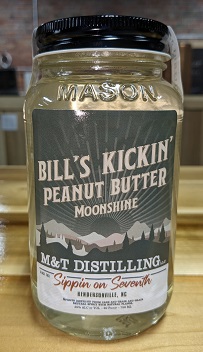 MASON
BILL'S KICKIN'
PEANUT BUTTER
MOONSHINE
M&T DISTILLING
Sippin on Seventh
HENDERSONVILLE, NC